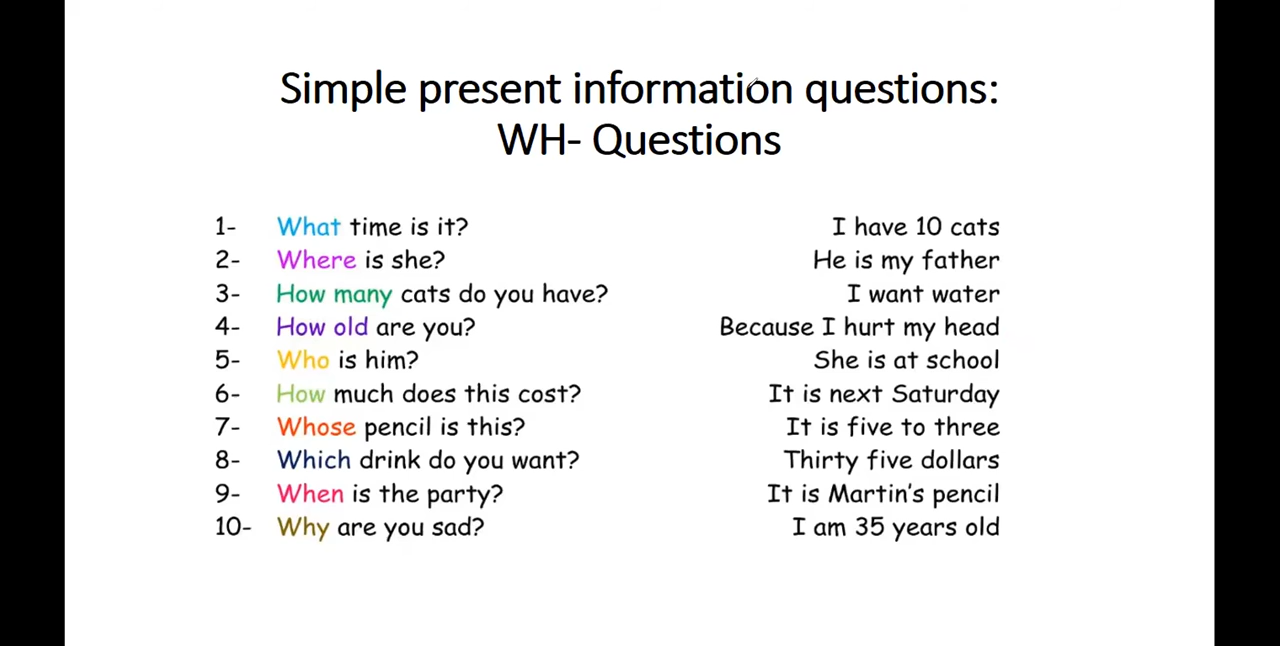 Simple present information questions:
WH- Questions
1- What time is it? I have 10 cats
2- Where is she? He is my father
3- How many cats do you have? I want water
4- How old are you? Because I hurt my head
5- Who is him? She is at school
6- How much does this cost? It is next Saturday
7- Whose pencil is this? It is five to three
8- Which drink do you want? Thirty five dollars
9- When is the party? It is Martin's pencil
10- Why are you sad? I am 35 years old